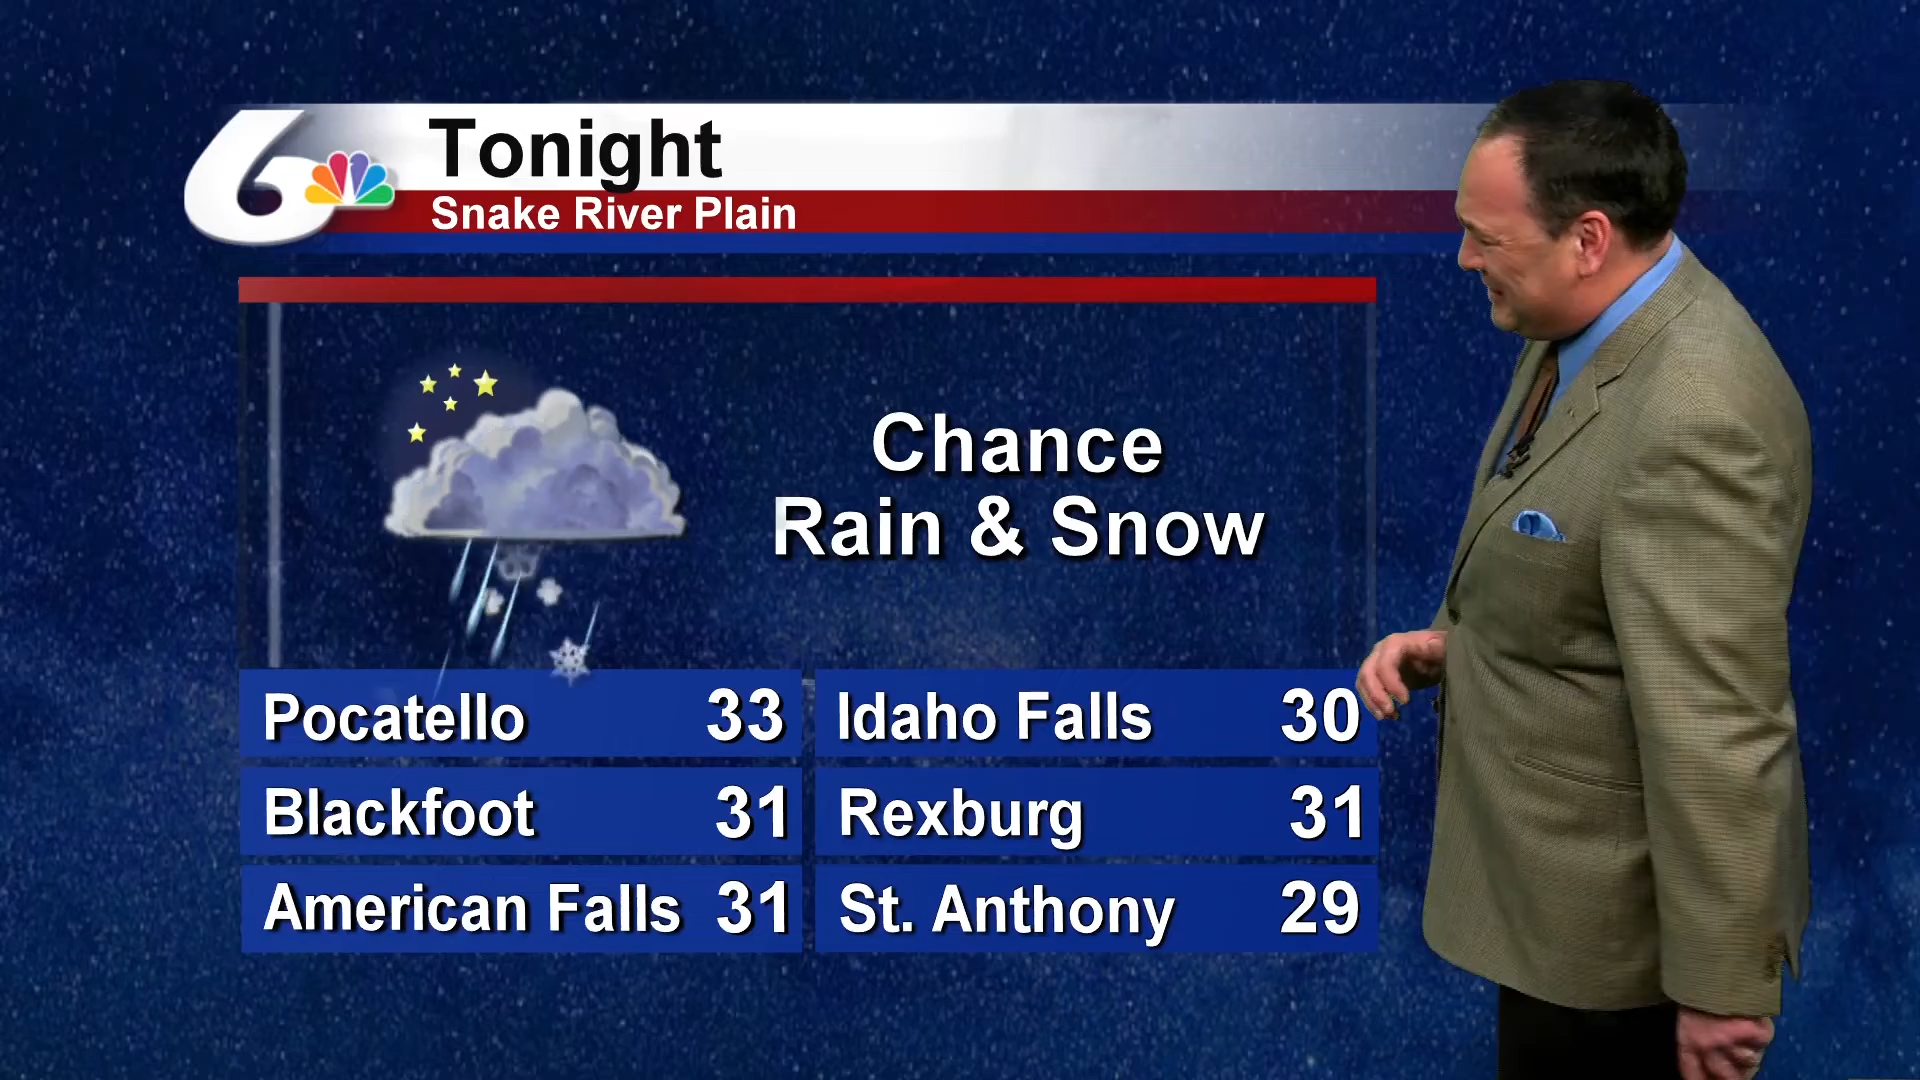 6
Tonight
Snake River Plain
Chance
Rain & Snow
Pocatello 33
Idaho Falls 30
Blackfoot 31
Rexburg 31
American Falls 31
St. Anthony 29